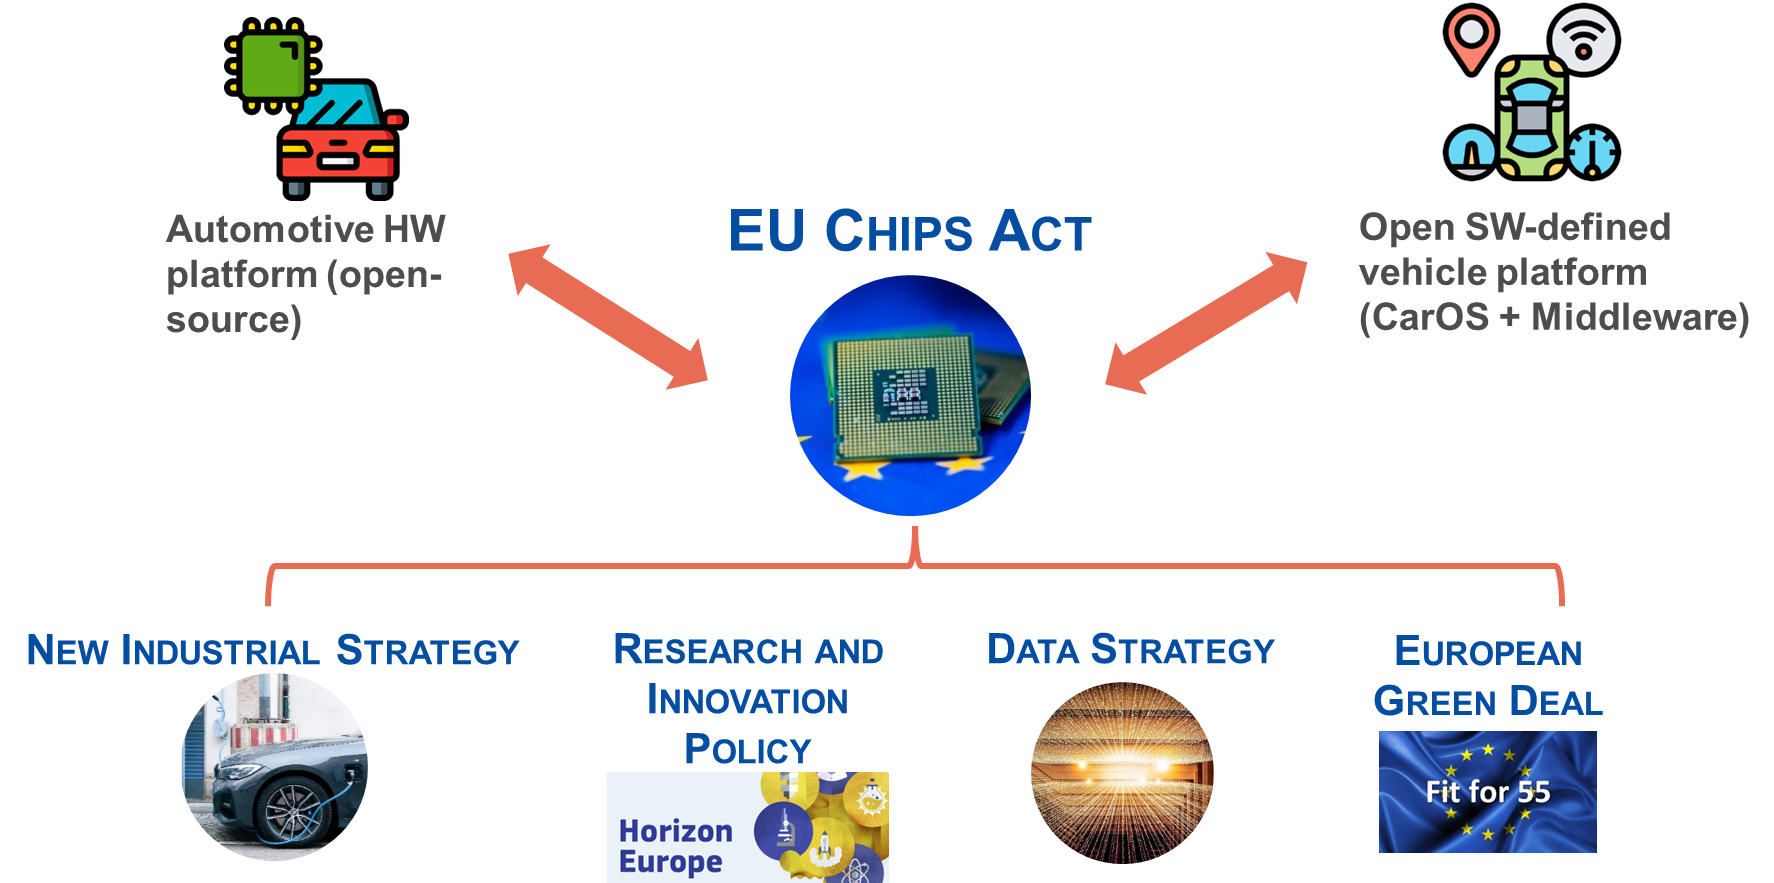 Automotive HW
platform (open-
source)
EU Chips Act
Open SW-defined
vehicle platform
(CarOS + Middleware)
New Industrial Strategy
Research and
Innovation
Policy
Horizon
Europe
Data Strategy
European
Green Deal
Fit for 55